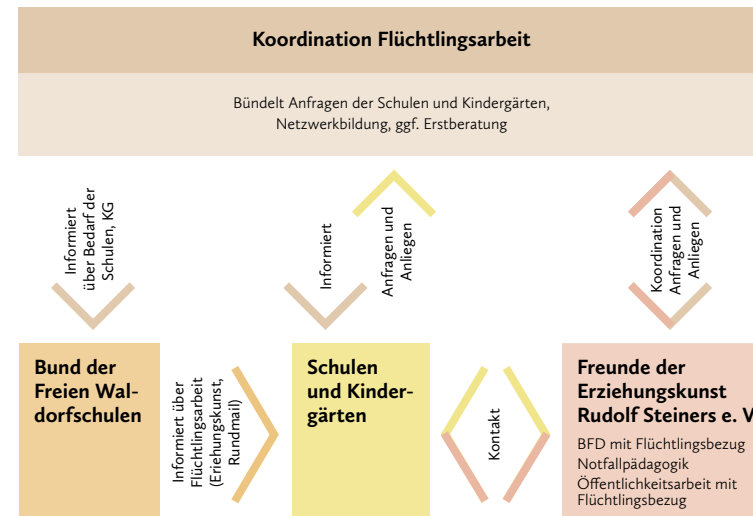 Koordination Flüchtlingsarbeit
Bündelt Anfragen der Schulen und Kindergärten,
Netzwerkbildung, ggf. Erstberatung
Informiert
über Bedarf der
Schulen, KG
Informiert
Anfragen und
Anliegen
Koordination
Anfragen und
Anliegen
Bund der
Freien Wal-
dorfschulen
Informiert über
Flüchtlingsarbeit
(Eriehungskunst,
Rundmail)
Schulen
und Kinder-
gärten
Kontakt
Freunde der
Erziehungskunst
Rudolf Steiners e. V
BFD mit Flüchtlingsbezug
Notfallpädagogik
Öffentlichkeitsarbeit mit
Flüchtlingsbezug